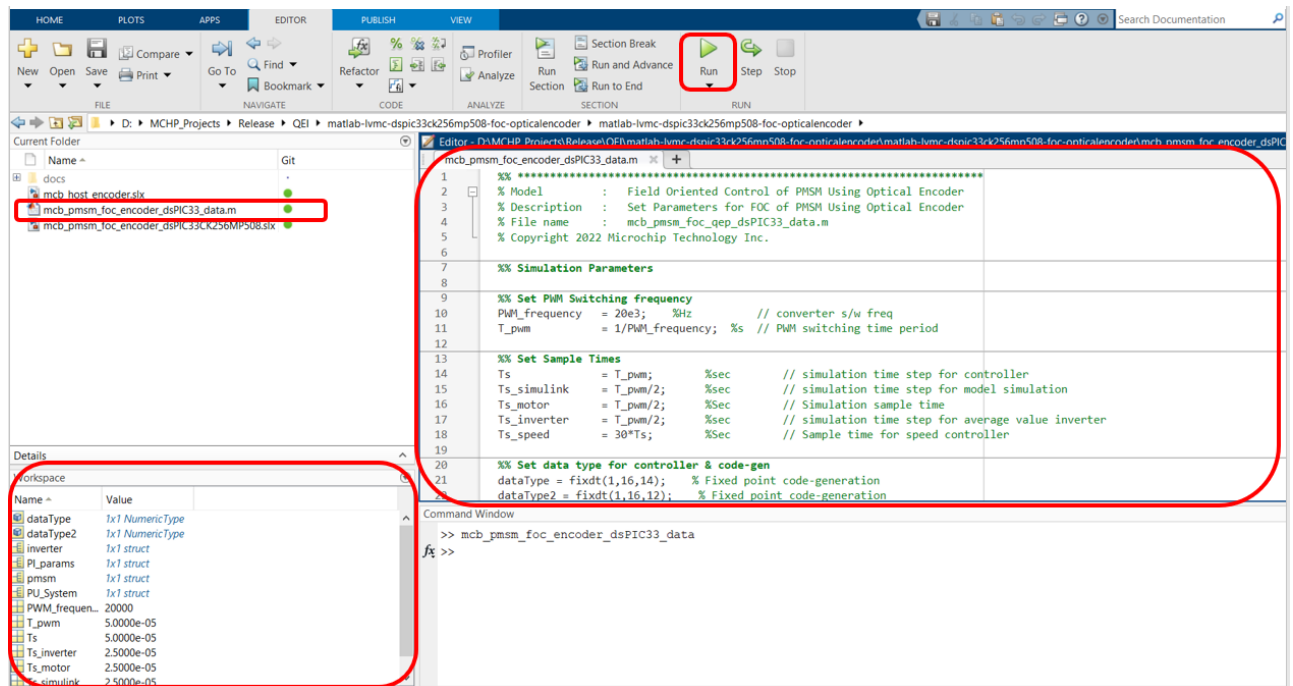 HOME PLOTS APPS EDITOR PUBLISH VIEW
Search Documentation
New Open Save
Compare
Print
FILE
Go To
Find
Bookmark
NAVIGATE
Refactor
CODE
Profiler
Analyze
ANALYZE
Run Section
Section Break
Run and Advance
Run to End
SECTION
Run Step Stop
RUN
D: MCHP_Projects Release QEI matlab-lvmc-dspic33ck256mp508-foc-opticalencoder matlab-lvmc-dspic33ck256mp508-foc-opticalencoder
Current Folder
Name Git
docs
mcb_host_encoder.slx
mcb_pmsm_foc_encoder_dsPIC33_data.m
mcb_pmsm_foc_encoder_dsPIC33CK256MP508.slx
Details
Workspace
Name Value
dataType 1x1 NumericType
dataType2 1x1 NumericType
inverter 1x1 struct
PI_params 1x1 struct
pmsm 1x1 struct
PU_System 1x1 struct
PWM_frequen... 20000
T_pwm 5.0000e-05
Ts 5.0000e-05
Ts_inverter 2.5000e-05
Ts_motor 2.5000e-05
Ts_simulink 2.5000e-05
Editor - D:\MCHP_Projects\Release\QEI\matlab-lvmc-dspic33ck256mp508-foc-opticalencoder\matlab-lvmc-dspic33ck256mp508-foc-opticalencoder\mcb_pmsm_foc_encoder_dsPIC
mcb_pmsm_foc_encoder_dsPIC33_data.m
1 %% ************************************************************************
2 % Model : Field Oriented Control of PMSM Using Optical Encoder
3 % Description : Set Parameters for FOC of PMSM Using Optical Encoder
4 % File name : mcb_pmsm_foc_qep_dsPIC33_data.m
5 % Copyright 2022 Microchip Technology Inc.
6
7 %% Simulation Parameters
8
9 %% Set PWM Switching frequency
10 PWM_frequency = 20e3; %Hz // converter s/w freq
11 T_pwm = 1/PWM_frequency; %s // PWM switching time period
12
13 %% Set Sample Times
14 Ts = T_pwm; %sec // simulation time step for controller
15 Ts_simulink = T_pwm/2; %sec // simulation time step for model simulation
16 Ts_motor = T_pwm/2; %Sec // Simulation sample time
17 Ts_inverter = T_pwm/2; %sec // simulation time step for average value inverter
18 Ts_speed = 30*Ts; %Sec // Sample time for speed controller
19
20 %% Set data type for controller & code-gen
21 dataType = fixdt(1,16,14); % Fixed point code-generation
dataType2 = fixdt(1,16,12); % Fixed point code-generation
Command Window
>> mcb_pmsm_foc_encoder_dsPIC33_data
fx >>